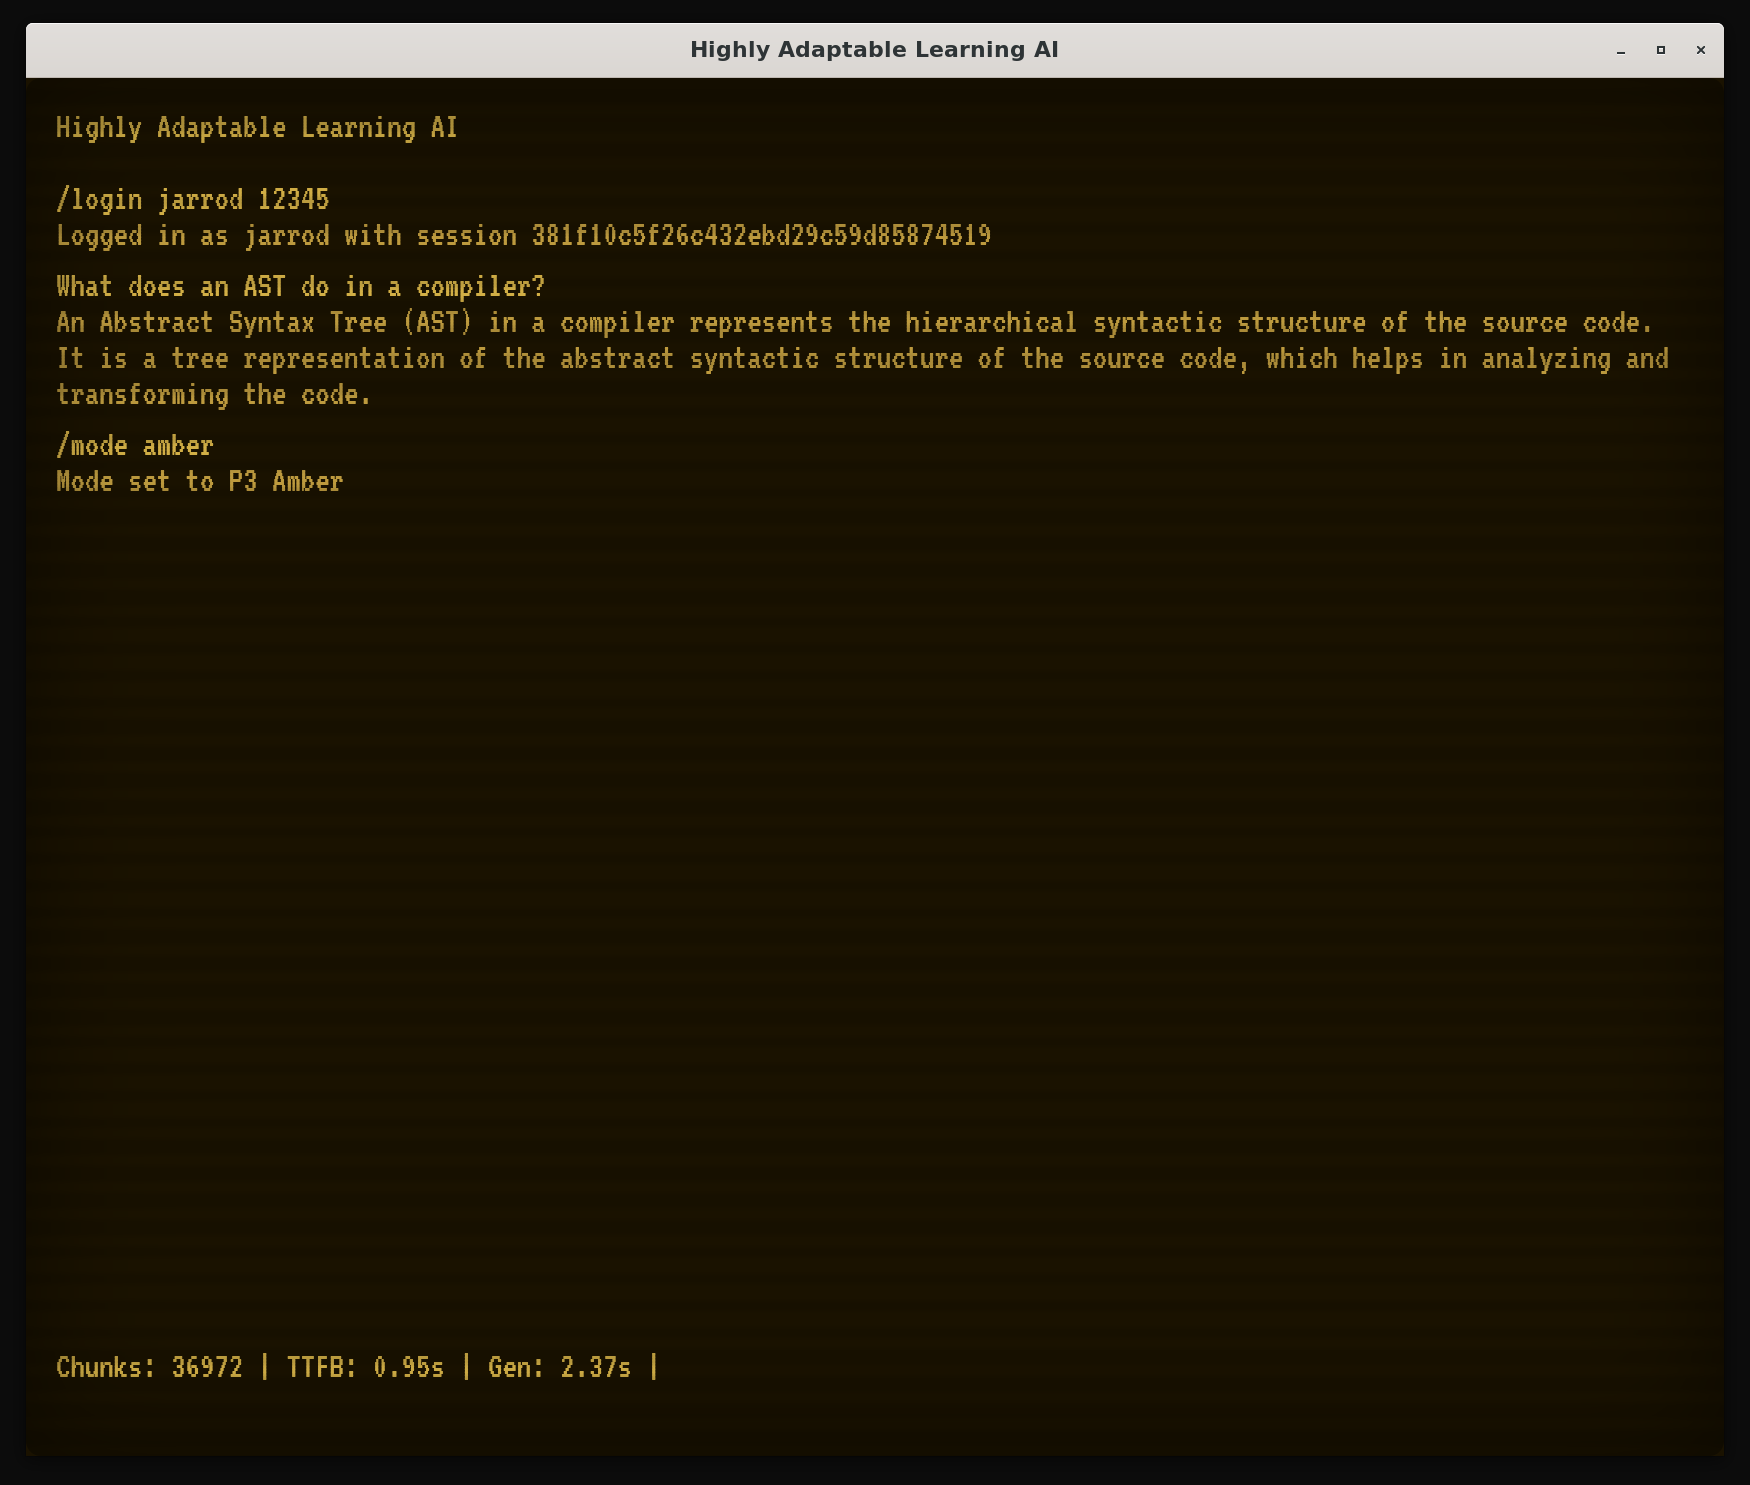 Highly Adaptable Learning AI
Highly Adaptable Learning AI
/login jarrod 12345
Logged in as jarrod with session 381f10c5f26c432ebd29c59d85874519
What does an AST do in a compiler?
An Abstract Syntax Tree (AST) in a compiler represents the hierarchical syntactic structure of the source code.
It is a tree representation of the abstract syntactic structure of the source code, which helps in analyzing and
transforming the code.
/mode amber
Mode set to P3 Amber
Chunks: 36972 | TTFB: 0.95s | Gen: 2.37s |